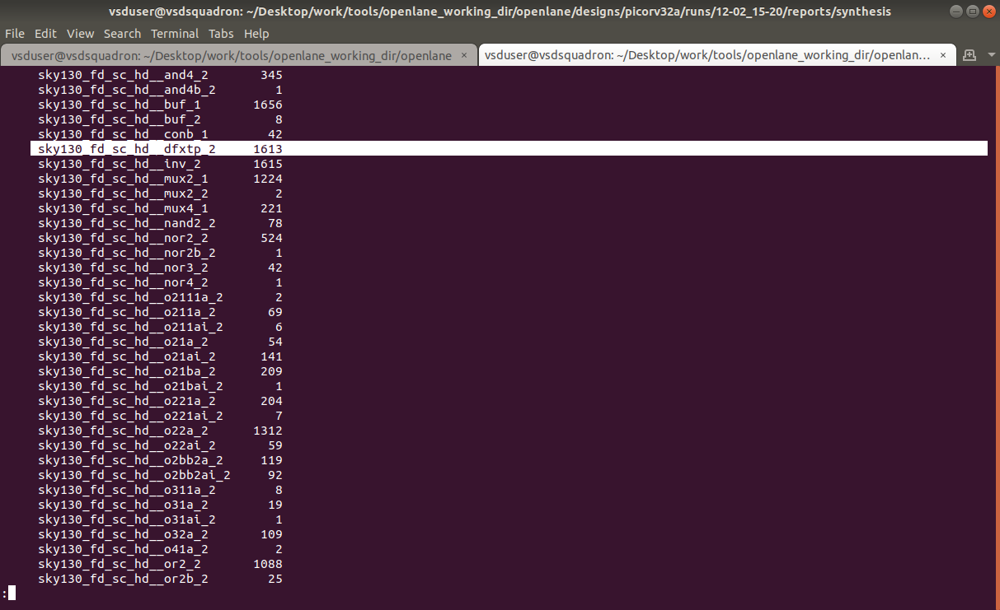 vsduser@vsdsquadron: ~/Desktop/work/tools/openlane_working_dir/openlane/designs/picorv32a/runs/12-02_15-20/reports/synthesis
File Edit View Search Terminal Tabs Help
vsduser@vsdsquadron: ~/Desktop/work/tools/openlane_working_dir/openlane × vsduser@vsdsquadron: ~/Desktop/work/tools/openlane_working_dir/openlan... ×
sky130_fd_sc_hd__and4_2 345
sky130_fd_sc_hd__and4b_2 1
sky130_fd_sc_hd__buf_1 1656
sky130_fd_sc_hd__buf_2 8
sky130_fd_sc_hd__conb_1 42
sky130_fd_sc_hd__dfxtp_2 1613
sky130_fd_sc_hd__inv_2 1615
sky130_fd_sc_hd__mux2_1 1224
sky130_fd_sc_hd__mux2_2 2
sky130_fd_sc_hd__mux4_1 221
sky130_fd_sc_hd__nand2_2 78
sky130_fd_sc_hd__nor2_2 524
sky130_fd_sc_hd__nor2b_2 1
sky130_fd_sc_hd__nor3_2 42
sky130_fd_sc_hd__nor4_2 1
sky130_fd_sc_hd__o2111a_2 2
sky130_fd_sc_hd__o211a_2 69
sky130_fd_sc_hd__o211ai_2 6
sky130_fd_sc_hd__o21a_2 54
sky130_fd_sc_hd__o21ai_2 141
sky130_fd_sc_hd__o21ba_2 209
sky130_fd_sc_hd__o21bai_2 1
sky130_fd_sc_hd__o221a_2 204
sky130_fd_sc_hd__o221ai_2 7
sky130_fd_sc_hd__o22a_2 1312
sky130_fd_sc_hd__o22ai_2 59
sky130_fd_sc_hd__o2bb2a_2 119
sky130_fd_sc_hd__o2bb2ai_2 92
sky130_fd_sc_hd__o311a_2 8
sky130_fd_sc_hd__o31a_2 19
sky130_fd_sc_hd__o31ai_2 1
sky130_fd_sc_hd__o32a_2 109
sky130_fd_sc_hd__o41a_2 2
sky130_fd_sc_hd__or2_2 1088
sky130_fd_sc_hd__or2b_2 25
: